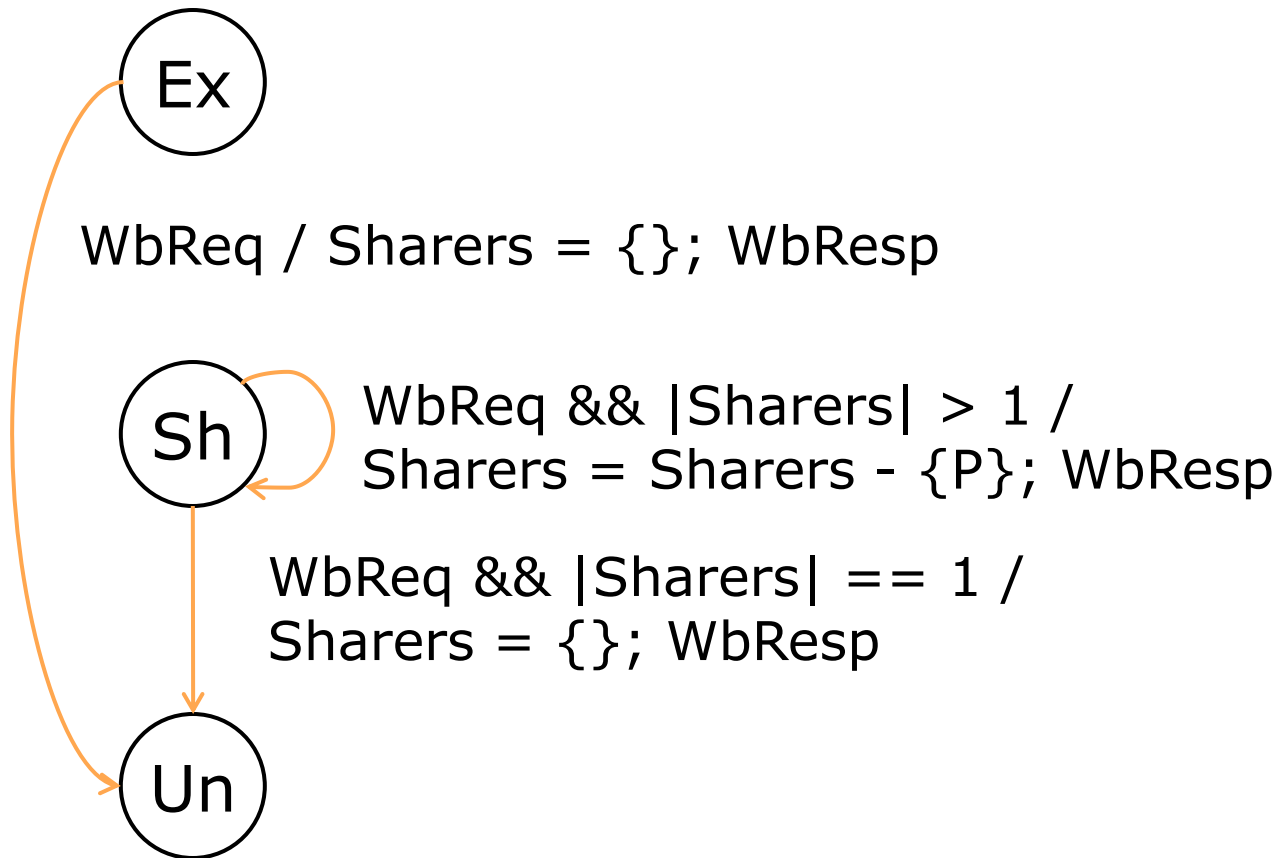 Ex
WbReq / Sharers = {}; WbResp
Sh
WbReq && |Sharers| > 1 /
Sharers = Sharers - {P}; WbResp
WbReq && |Sharers| == 1 /
Sharers = {}; WbResp
Un